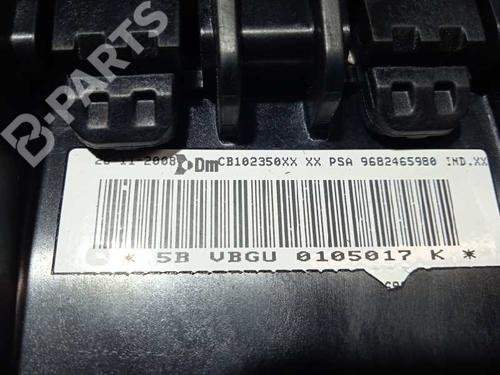 B-PARTS
26-11-2008 Dm CB102350XX XX PSA 9682465980 IND.XX
* 5B VBGU 0105017 K *